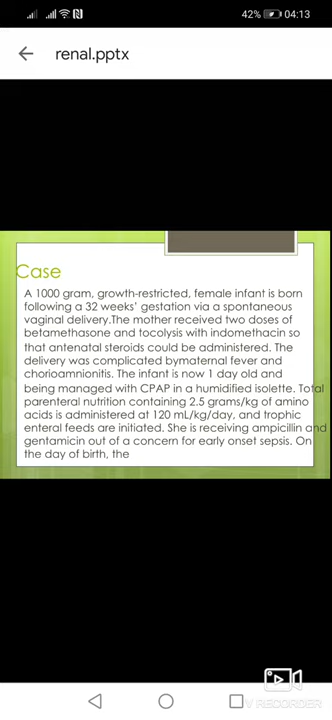 42% 04:13
renal.pptx
Case
A 1000 gram, growth-restricted, female infant is born
following a 32 weeks' gestation via a spontaneous
vaginal delivery.The mother received two doses of
betamethasone and tocolysis with indomethacin so
that antenatal steroids could be administered. The
delivery was complicated bymaternal fever and
chorioamnionitis. The infant is now 1 day old and
being managed with CPAP in a humidified isolette. Total
parenteral nutrition containing 2.5 grams/kg of amino
acids is administered at 120 mL/kg/day, and trophic
enteral feeds are initiated. She is receiving ampicillin and
gentamicin out of a concern for early onset sepsis. On
the day of birth, the
RECORDER